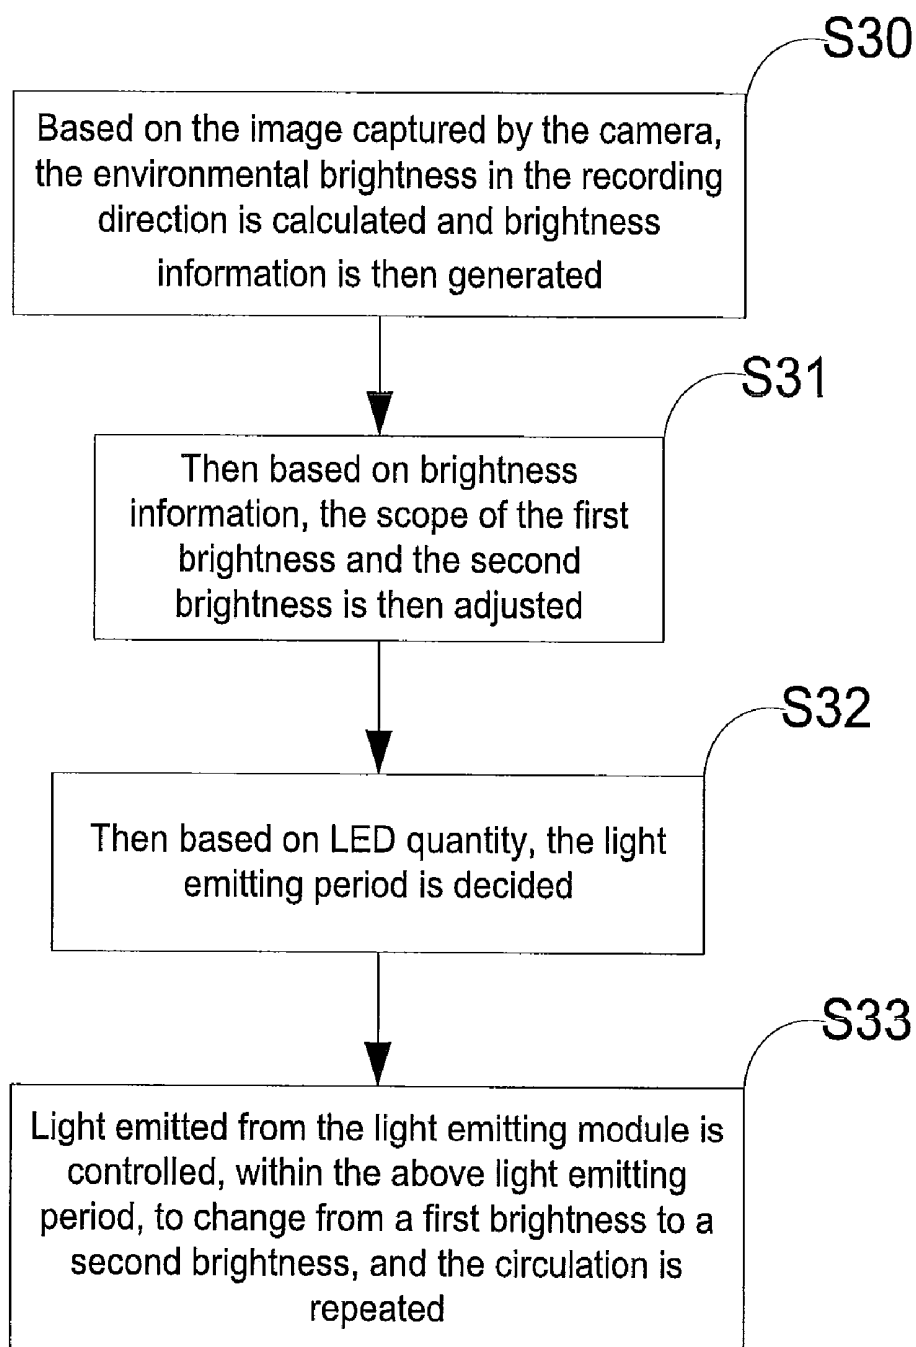 S30
Based on the image captured by the camera,
the environmental brightness in the recording
direction is calculated and brightness
information is then generated
S31
Then based on brightness
information, the scope of the first
brightness and the second
brightness is then adjusted
S32
Then based on LED quantity, the light
emitting period is decided
S33
Light emitted from the light emitting module is
controlled, within the above light emitting
period, to change from a first brightness to a
second brightness, and the circulation is
repeated